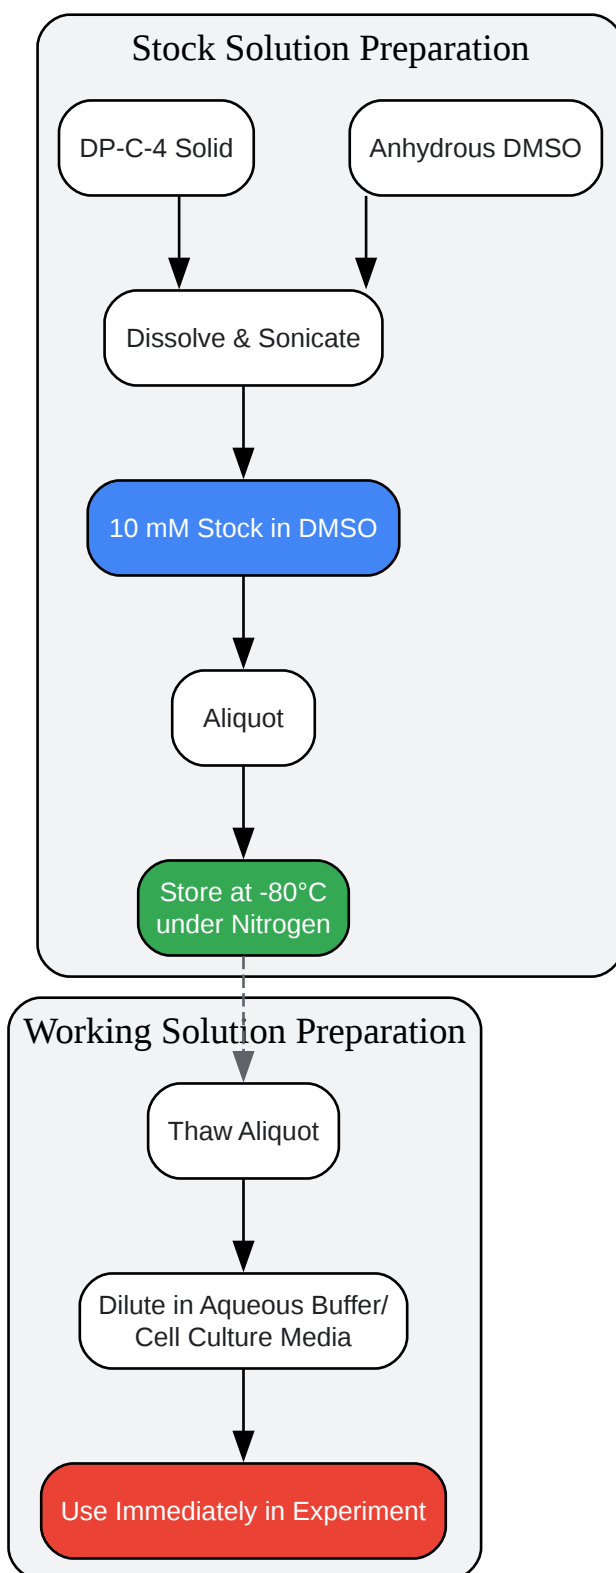 Stock Solution Preparation
DP-C-4 Solid
Anhydrous DMSO
Dissolve & Sonicate
10 mM Stock in DMSO
Aliquot
Store at -80°C
under Nitrogen
Working Solution Preparation
Thaw Aliquot
Dilute in Aqueous Buffer/
Cell Culture Media
Use Immediately in Experiment